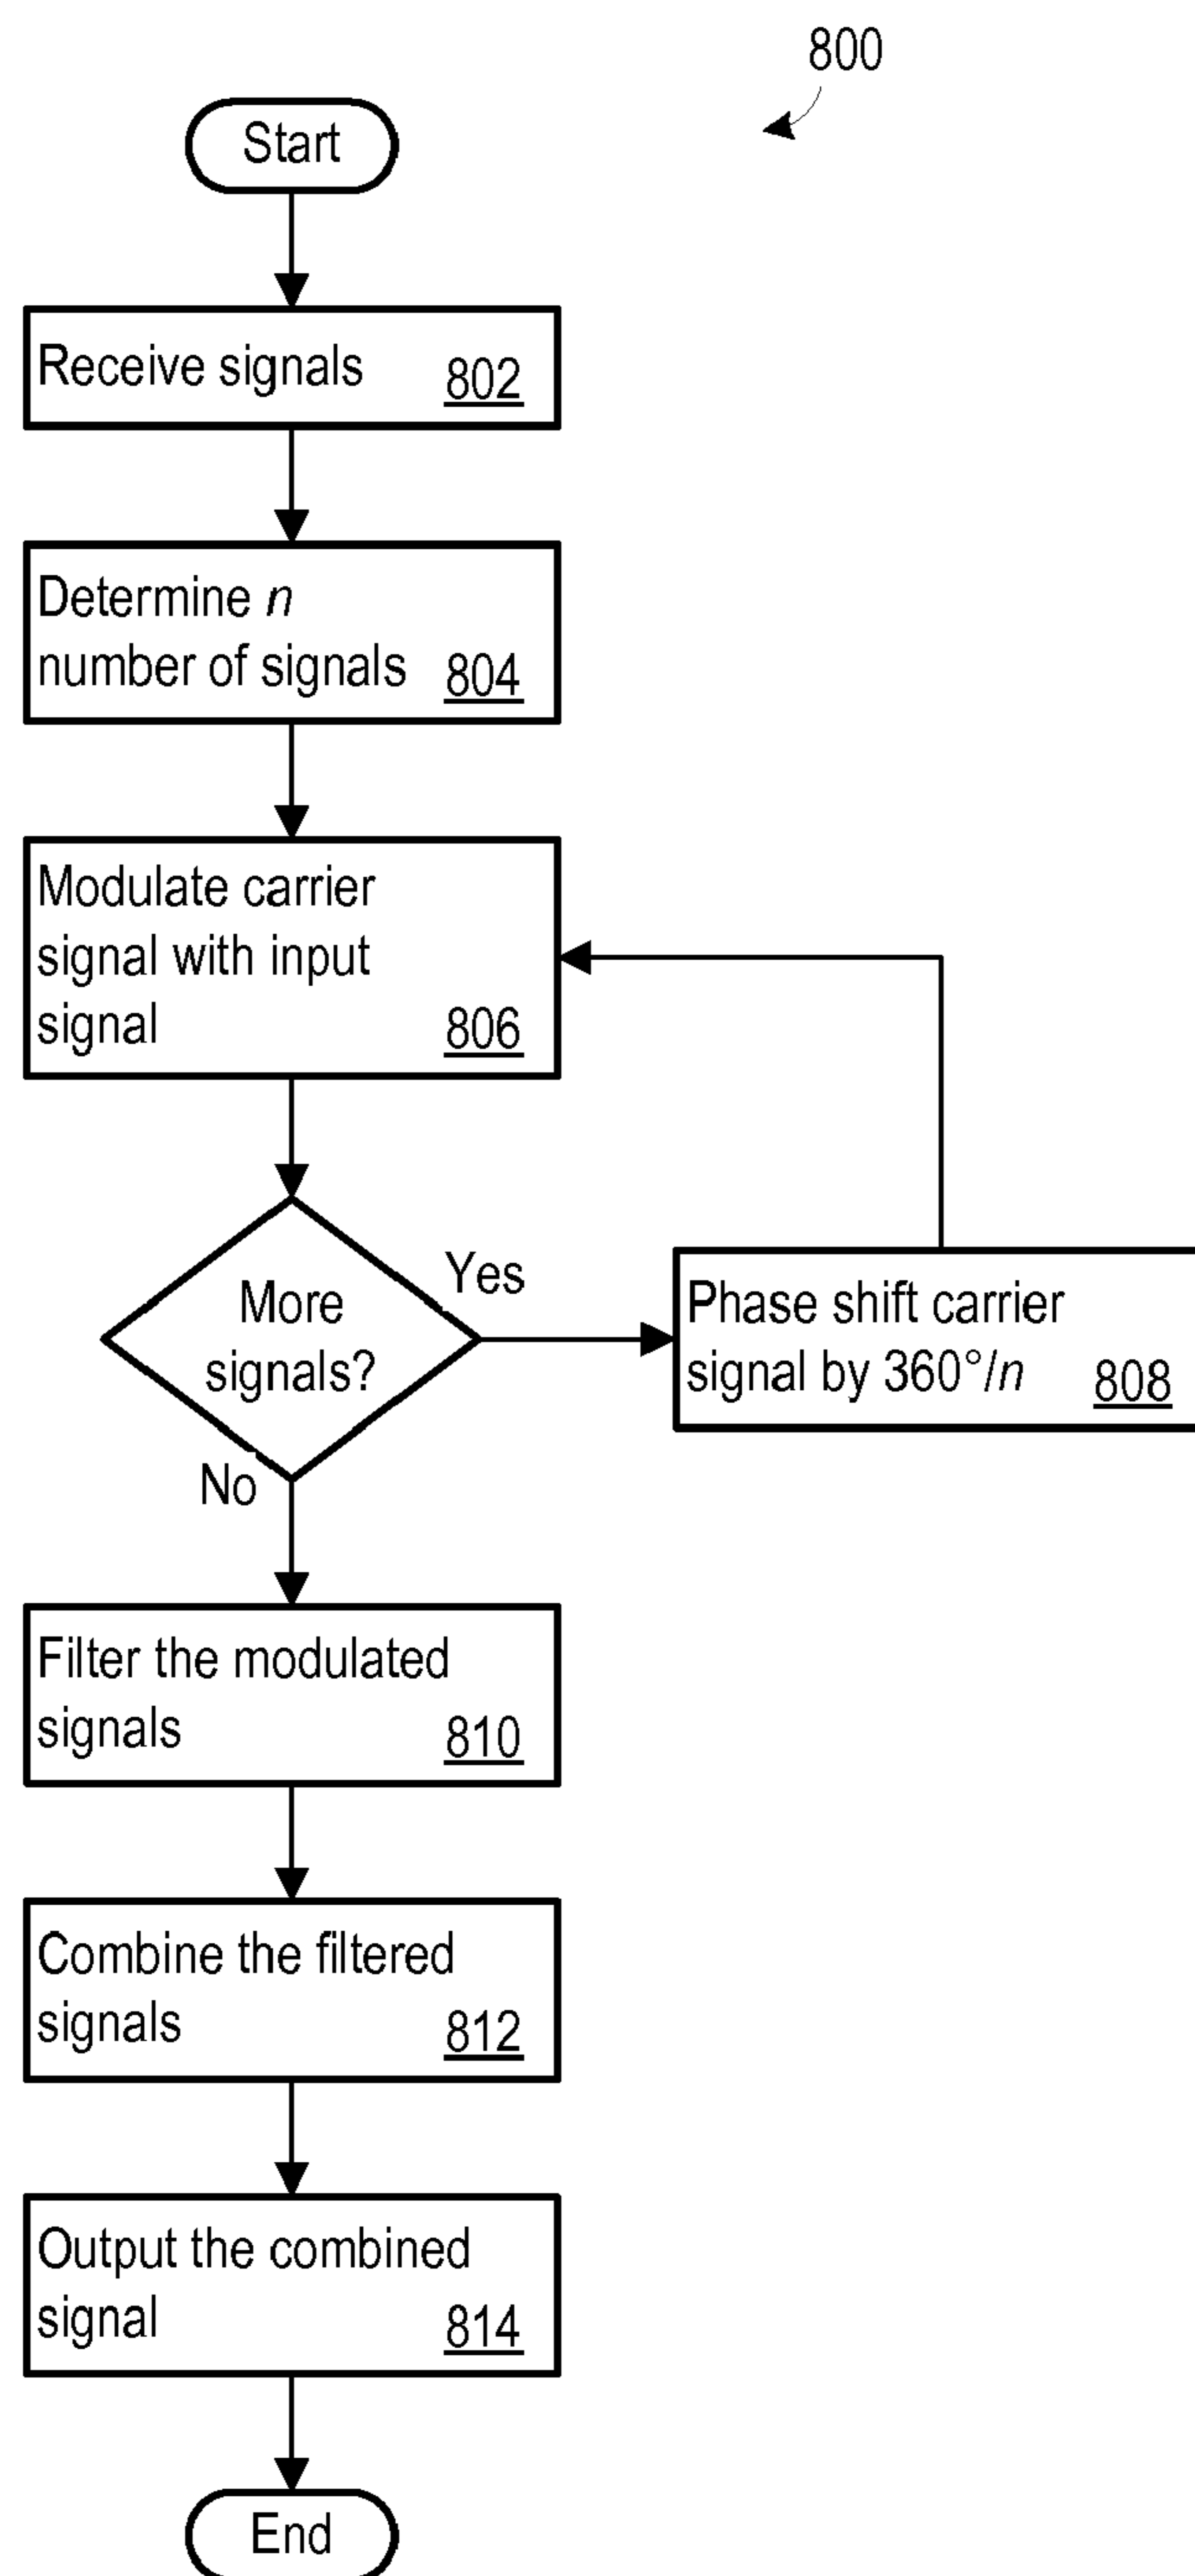 800
Start
Receive signals 802
Determine n
number of signals 804
Modulate carrier
signal with input
signal 806
More
signals?
Yes
Phase shift carrier
signal by 360°/n 808
No
Filter the modulated
signals 810
Combine the filtered
signals 812
Output the combined
signal 814
End